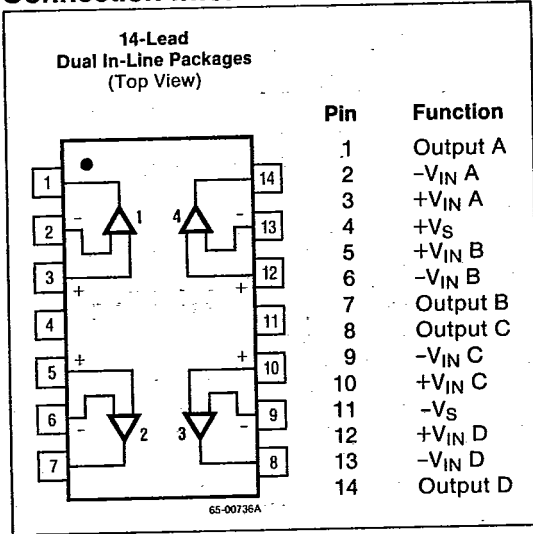 14-Lead
Dual In-Line Packages
(Top View)
Pin Function
1 Output A
2 –VIN A
3 +VIN A
4 +VS
5 +VIN B
6 –VIN B
7 Output B
8 Output C
9 –VIN C
10 +VIN C
11 –VS
12 +VIN D
13 –VIN D
14 Output D
1 14
1 4
2 – – 13
3 12
+ +
4 11
+ +
5 10
6 – – 9
2 3
7 8
65-00736A